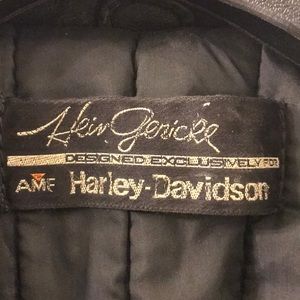 Hein Gericke
DESIGNED EXCLUSIVELY FOR
AMF Harley-Davidson